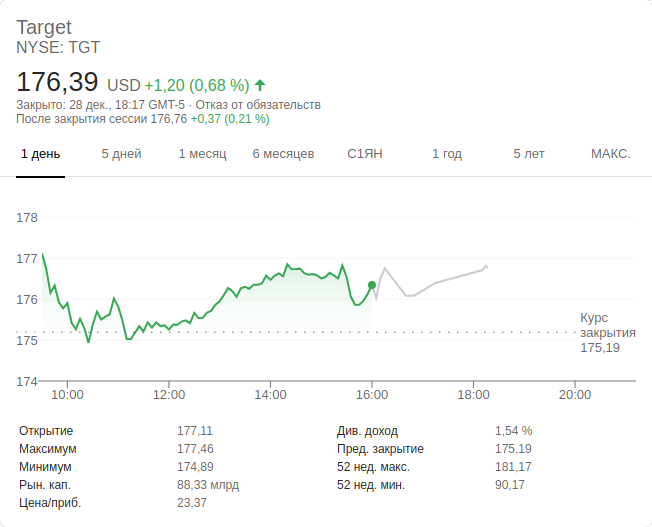 Target
NYSE: TGT
176,39 USD +1,20 (0,68 %)
Закрыто: 28 дек., 18:17 GMT-5 · Отказ от обязательств
После закрытия сессии 176,76 +0,37 (0,21 %)
1 день 5 дней 1 месяц 6 месяцев С1ЯН 1 год 5 лет МАКС.
178
177
176
175
174
Курс
закрытия
175,19
10:00 12:00 14:00 16:00 18:00 20:00
Открытие 177,11 Див. доход 1,54 %
Максимум 177,46 Пред. закрытие 175,19
Минимум 174,89 52 нед. макс. 181,17
Рын. кап. 88,33 млрд 52 нед. мин. 90,17
Цена/приб. 23,37